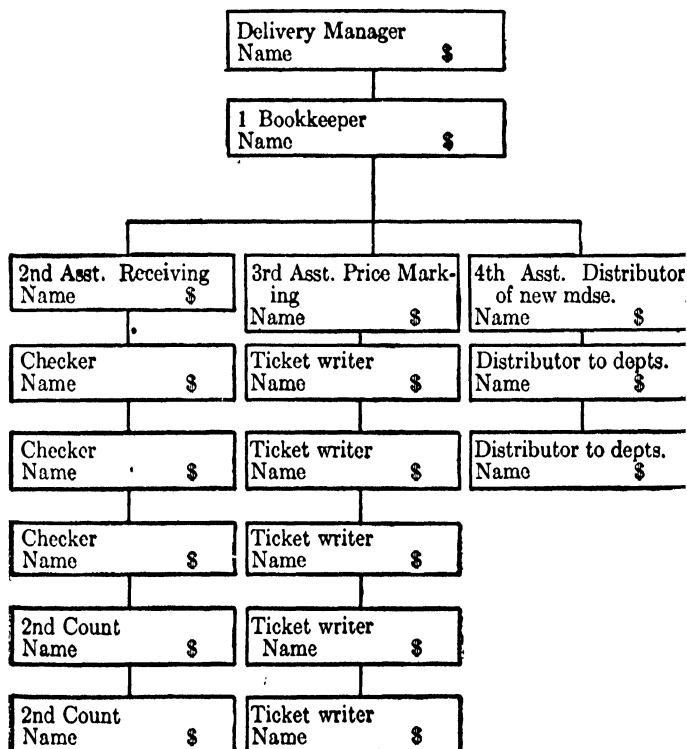 Delivery Manager
Name $
1 Bookkeeper
Name $
2nd Asst. Receiving
Name $
3rd Asst. Price Mark-
ing
Name $
4th Asst. Distributor
of new mdse.
Name $
Checker
Name $
Ticket writer
Name $
Distributor to depts.
Name $
Checker
Name $
Ticket writer
Name $
Distributor to depts.
Name $
Checker
Name $
Ticket writer
Name $
2nd Count
Name $
Ticket writer
Name $
2nd Count
Name $
Ticket writer
Name $